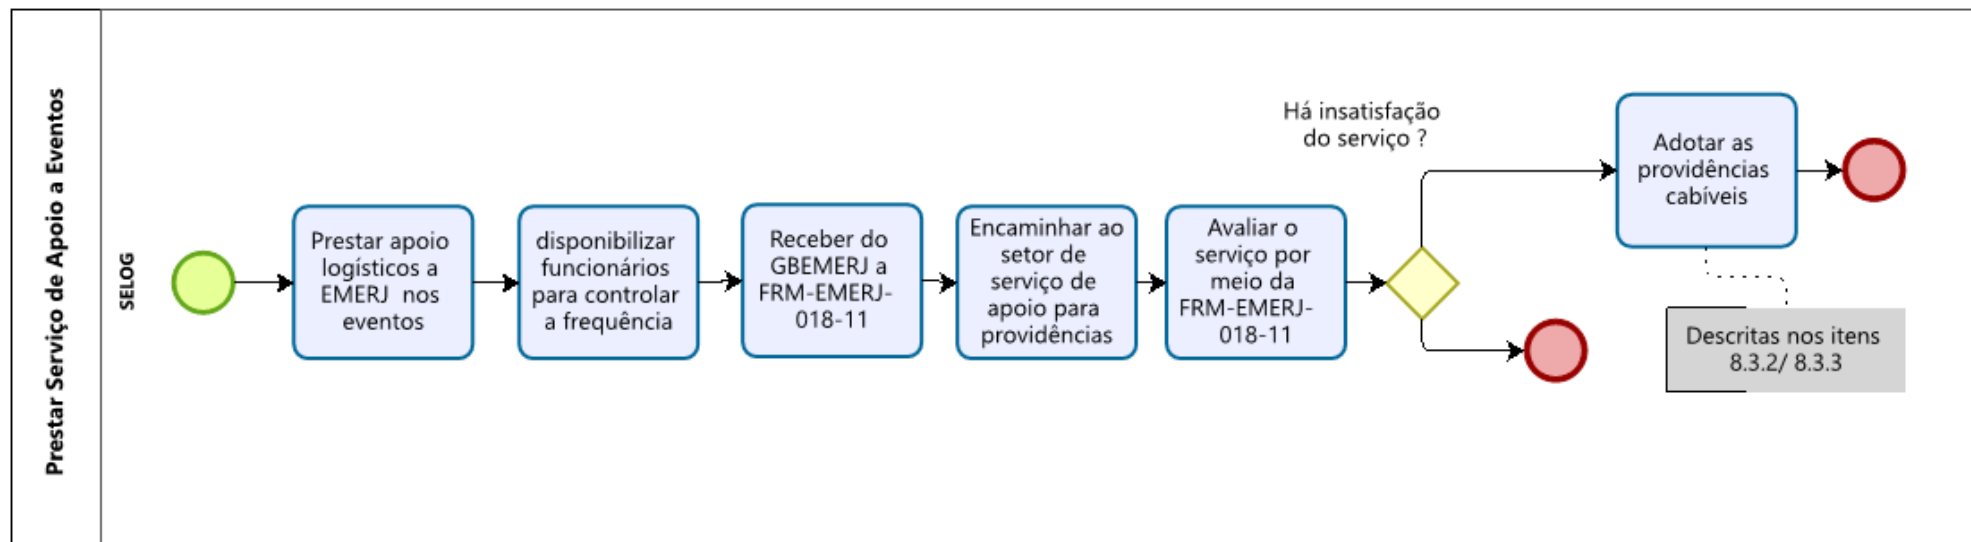 Prestar Serviço de Apoio a Eventos
SELOG
Prestar apoio
logísticos a
EMERJ nos
eventos
disponibilizar
funcionários
para controlar
a frequência
Receber do
GBEMERJ a
FRM-EMERJ-
018-11
Encaminhar ao
setor de
serviço de
apoio para
providências
Avaliar o
serviço por
meio da
FRM-EMERJ-
018-11
Há insatisfação
do serviço ?
Adotar as
providências
cabíveis
Descritas nos itens
8.3.2/ 8.3.3